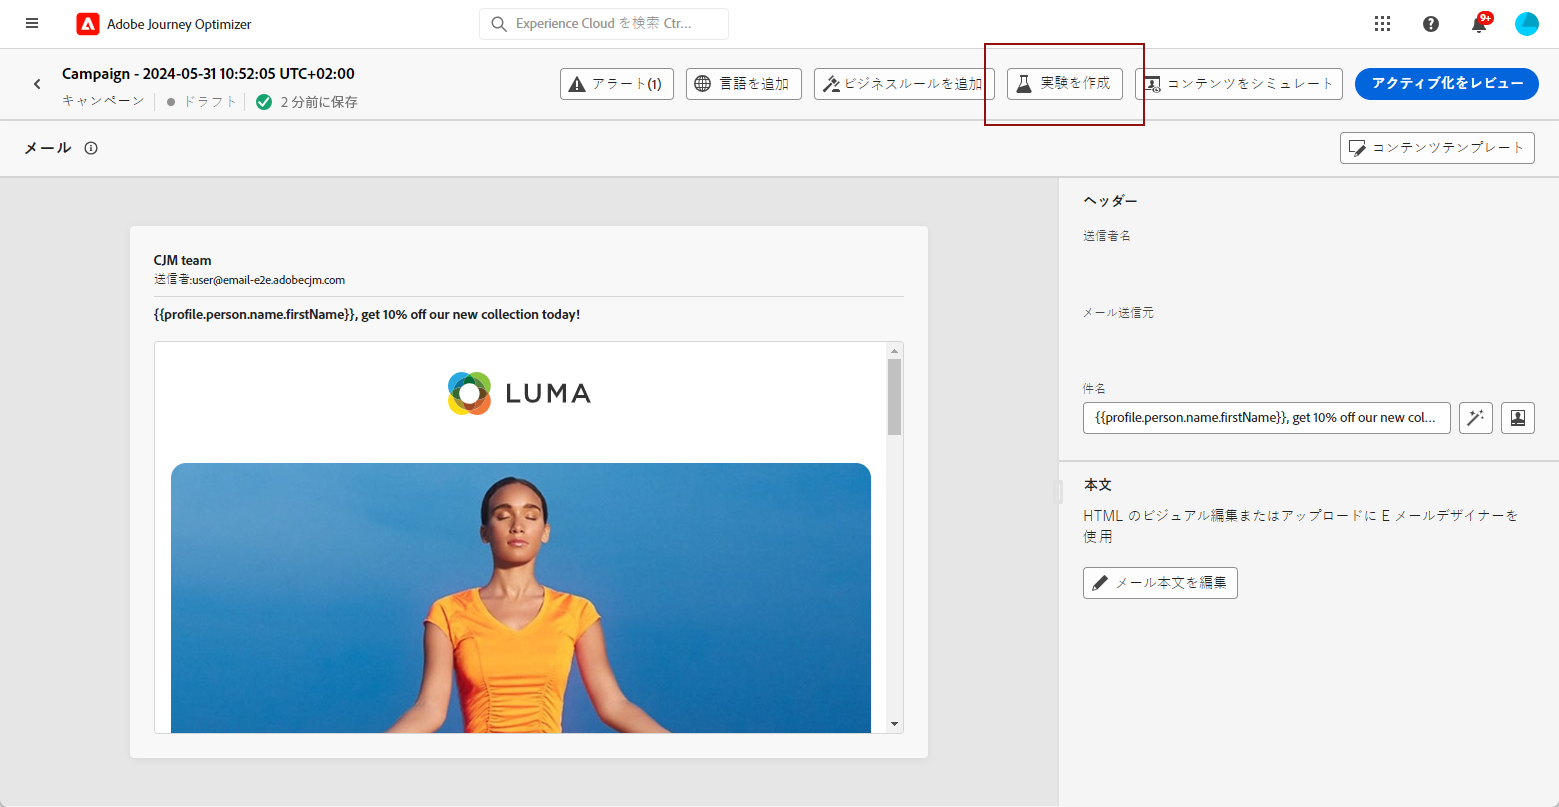 Adobe Journey Optimizer
Experience Cloud を検索 Ctr...
9+
Campaign - 2024-05-31 10:52:05 UTC+02:00
キャンペーン
ドラフト
2 分前に保存
アラート(1)
言語を追加
ビジネスルールを追加
実験を作成
コンテンツをシミュレート
アクティブ化をレビュー
メール
コンテンツテンプレート
CJM team
送信者:user@email-e2e.adobecjm.com
{{profile.person.name.firstName}}, get 10% off our new collection today!
LUMA
ヘッダー
送信者名
メール送信元
件名
{{profile.person.name.firstName}}, get 10% off our new col...
本文
HTML のビジュアル編集またはアップロードに E メールデザイナーを
使用
メール本文を編集